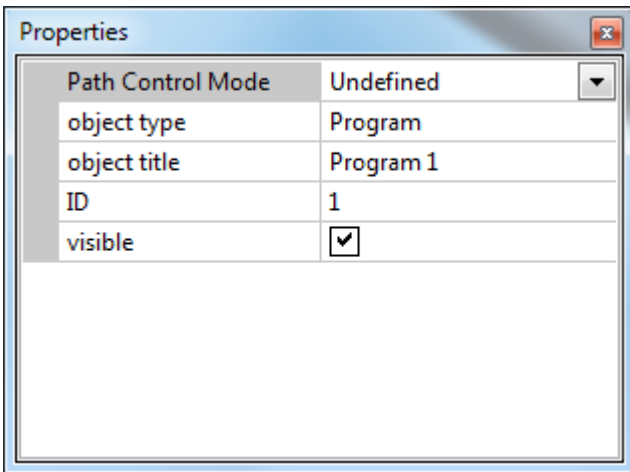 Properties
Path Control Mode Undefined
object type Program
object title Program 1
ID 1
visible